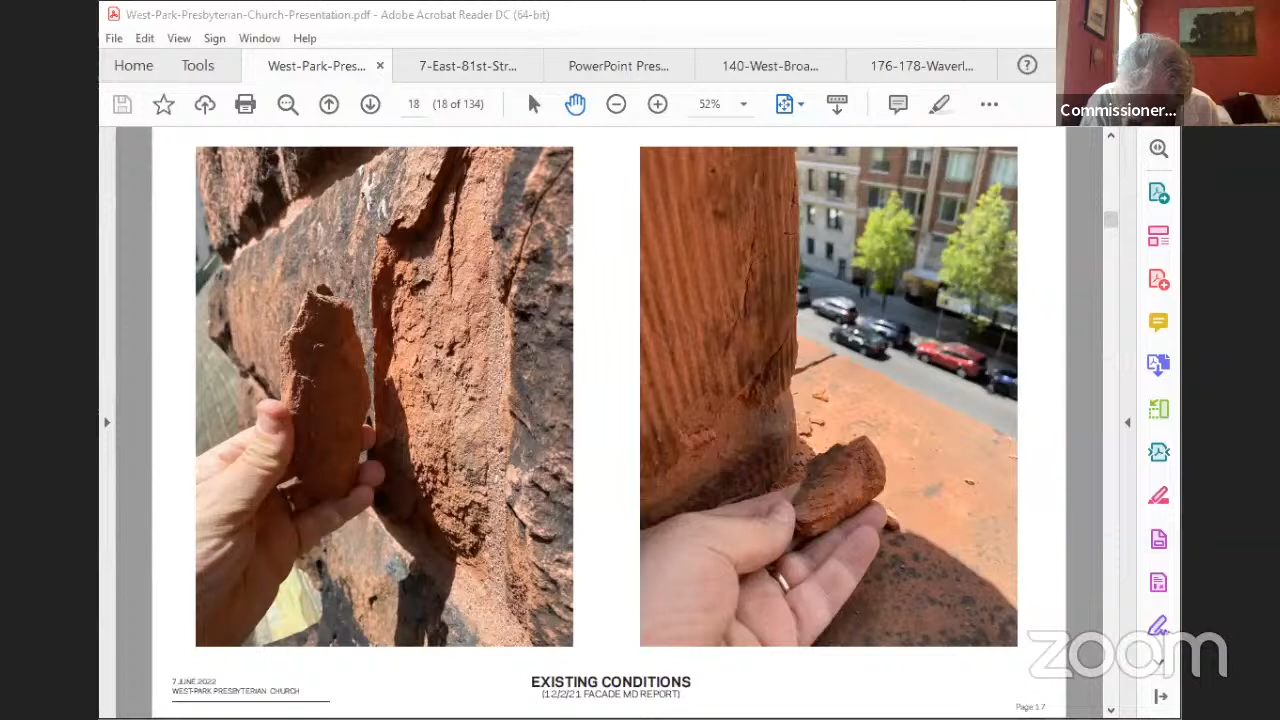 West-Park-Presbyterian-Church-Presentation.pdf - Adobe Acrobat Reader DC (64-bit)
File Edit View Sign Window Help
Home Tools West-Park-Pres... × 7-East-81st-Str... PowerPoint Pres... 140-West-Broa... 176-178-Waverl...
18 (18 of 134) 52%
Commissioner...
7 JUNE 2022
WEST-PARK PRESBYTERIAN CHURCH
EXISTING CONDITIONS
(12/2/21 FACADE MD REPORT)
Page 17
zoom